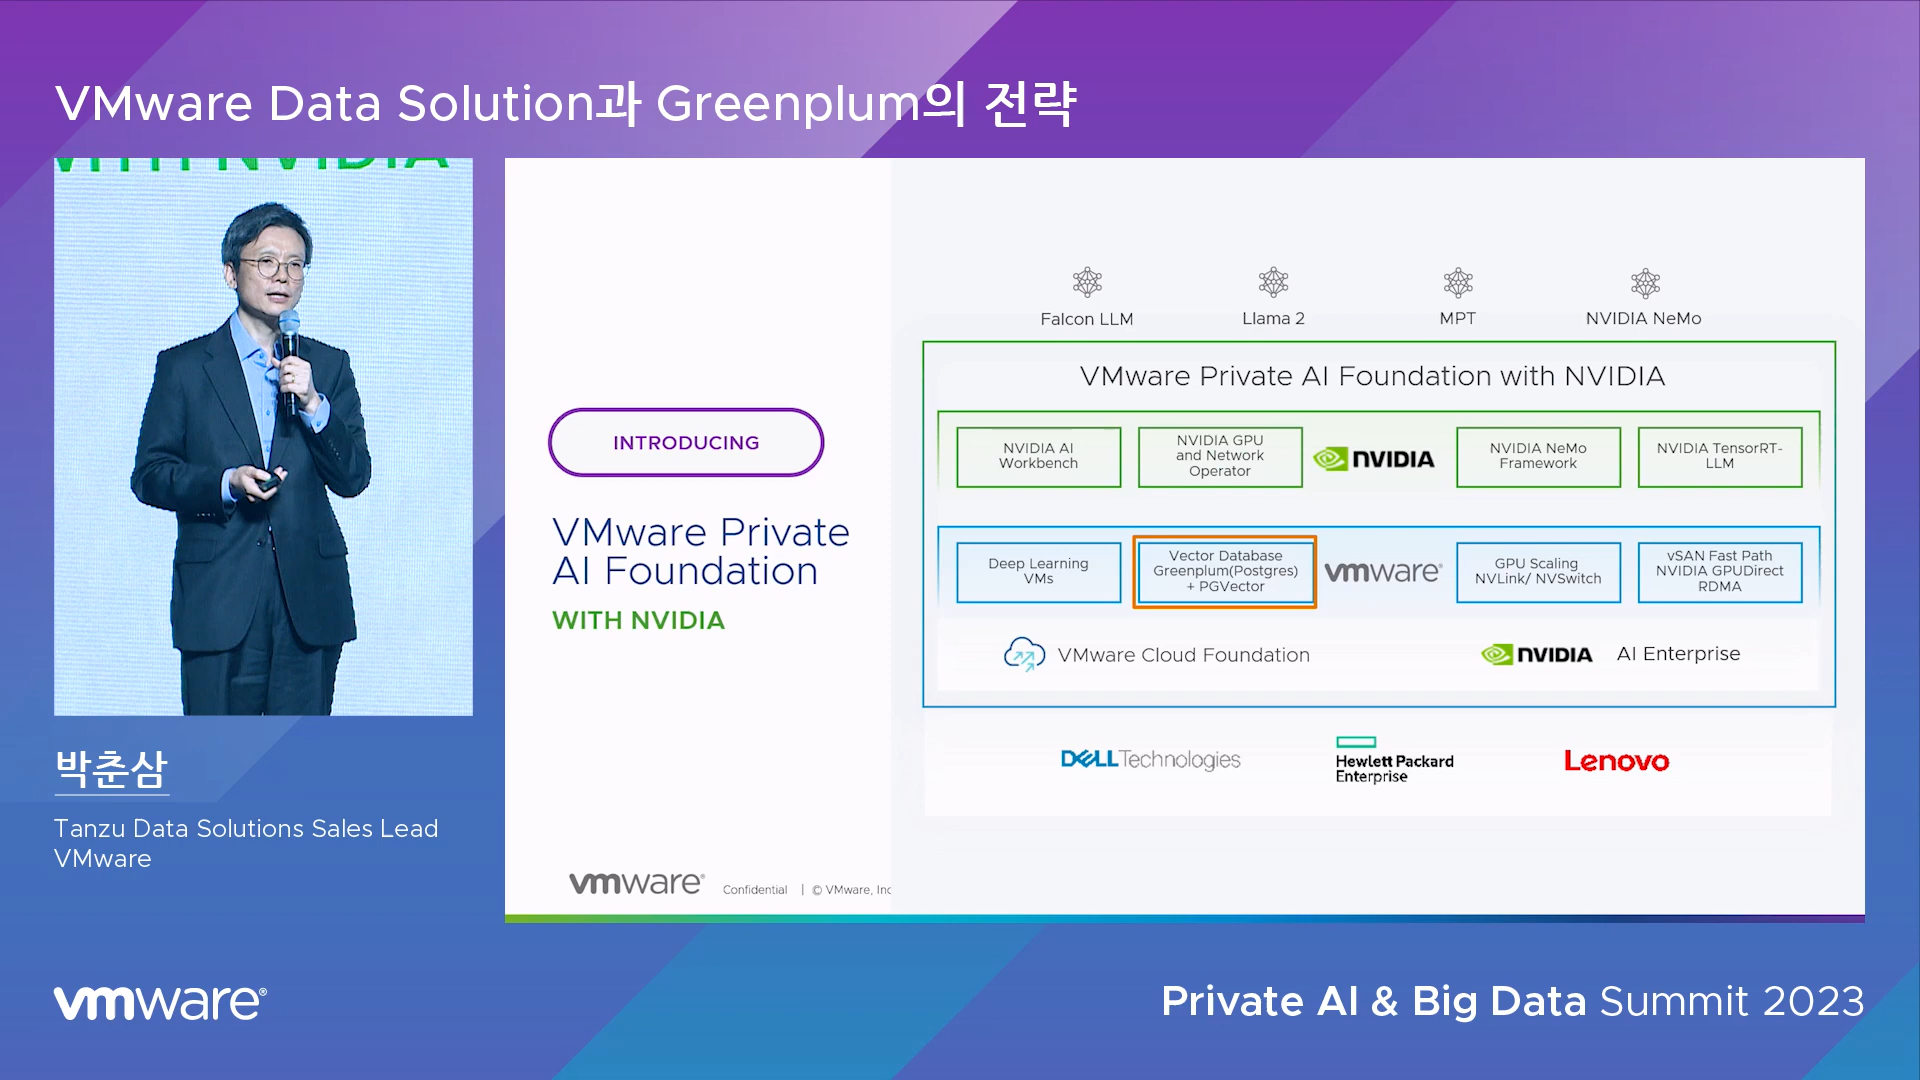 VMware Data Solution과 Greenplum의 전략
WITH NVIDIA
박춘삼
Tanzu Data Solutions Sales Lead
VMware
INTRODUCING
VMware Private
AI Foundation
WITH NVIDIA
vmware®
Confidential | © VMware, Inc
Falcon LLM
Llama 2
MPT
NVIDIA NeMo
VMware Private AI Foundation with NVIDIA
NVIDIA AI
Workbench
NVIDIA GPU
and Network
Operator
NVIDIA
NVIDIA NeMo
Framework
NVIDIA TensorRT-
LLM
Deep Learning
VMs
Vector Database
Greenplum(Postgres)
+ PGVector
vmware®
GPU Scaling
NVLink/ NVSwitch
vSAN Fast Path
NVIDIA GPUDirect
RDMA
VMware Cloud Foundation
NVIDIA AI Enterprise
DELL Technologies
Hewlett Packard
Enterprise
Lenovo
vmware®
Private AI & Big Data Summit 2023